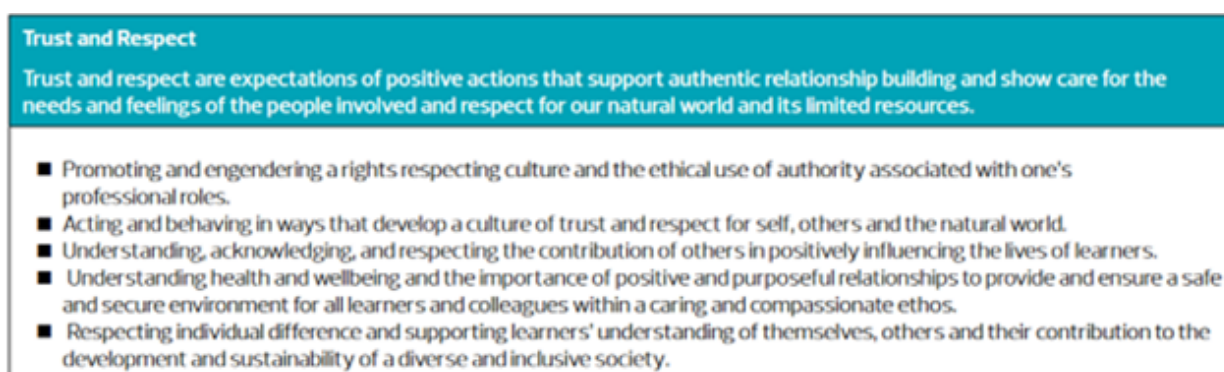 Trust and Respect
Trust and respect are expectations of positive actions that support authentic relationship building and show care for the
needs and feelings of the people involved and respect for our natural world and its limited resources.
■ Promoting and engendering a rights respecting culture and the ethical use of authority associated with one's
professional roles.
■ Acting and behaving in ways that develop a culture of trust and respect for self, others and the natural world.
■ Understanding, acknowledging, and respecting the contribution of others in positively influencing the lives of learners.
■ Understanding health and wellbeing and the importance of positive and purposeful relationships to provide and ensure a safe
and secure environment for all learners and colleagues within a caring and compassionate ethos.
■ Respecting individual difference and supporting learners' understanding of themselves, others and their contribution to the
development and sustainability of a diverse and inclusive society.